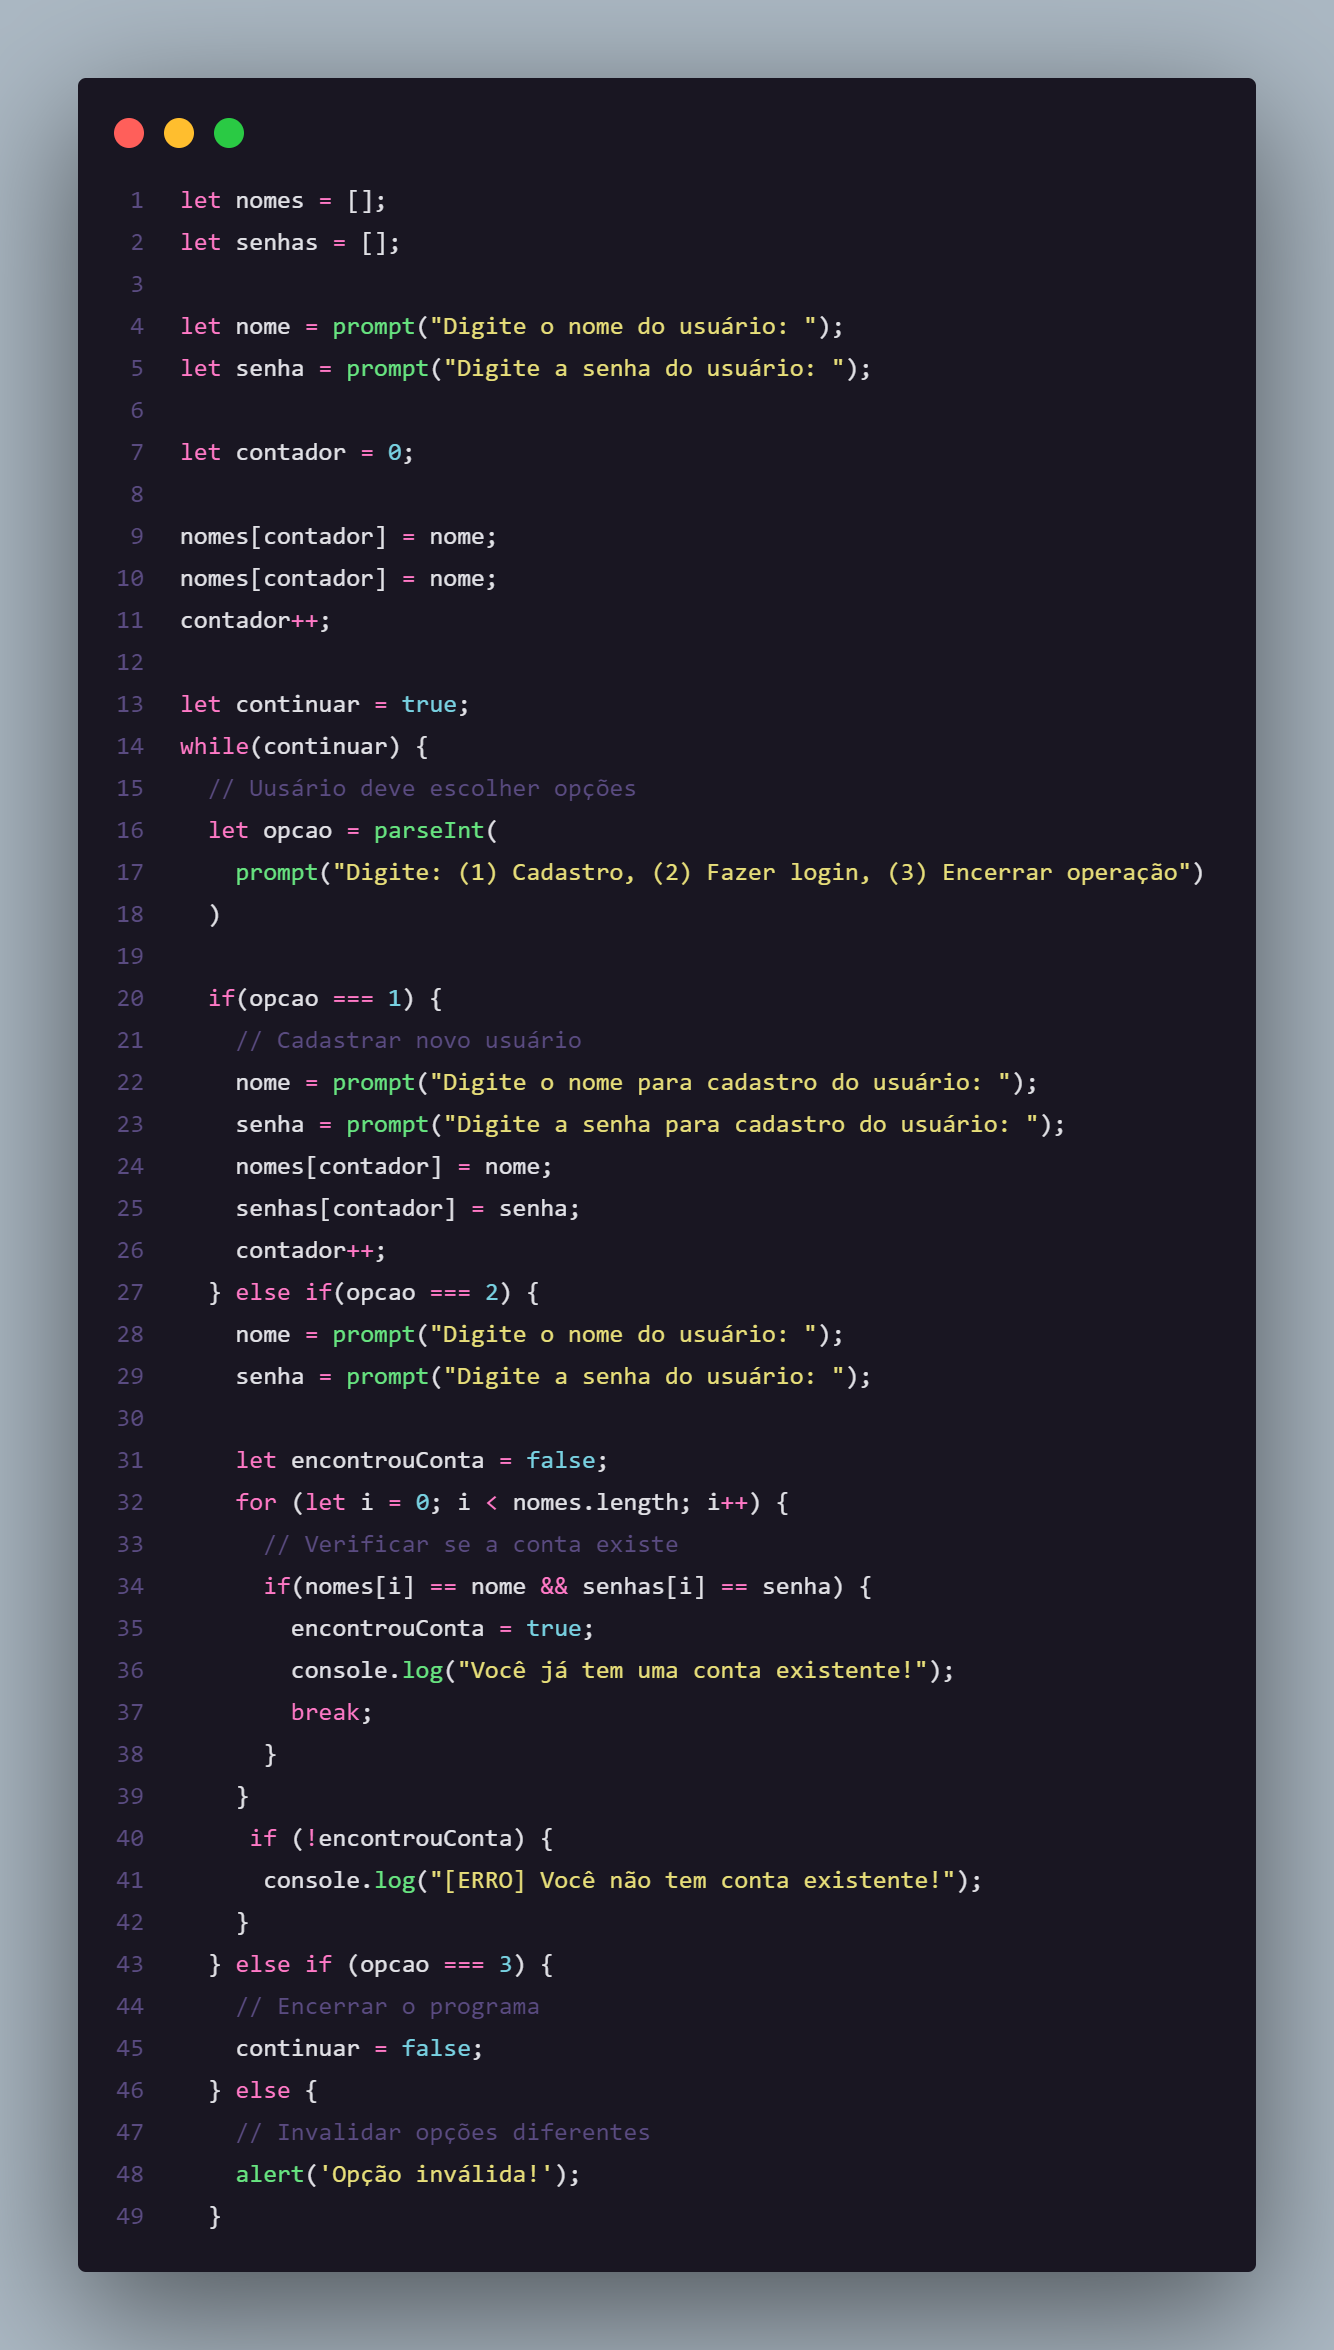 1 let nomes = [];
2 let senhas = [];
3
4 let nome = prompt("Digite o nome do usuário: ");
5 let senha = prompt("Digite a senha do usuário: ");
6
7 let contador = 0;
8
9 nomes[contador] = nome;
10 nomes[contador] = nome;
11 contador++;
12
13 let continuar = true;
14 while(continuar) {
15   // Uusário deve escolher opções
16   let opcao = parseInt(
17     prompt("Digite: (1) Cadastro, (2) Fazer login, (3) Encerrar operação")
18   )
19
20   if(opcao === 1) {
21     // Cadastrar novo usuário
22     nome = prompt("Digite o nome para cadastro do usuário: ");
23     senha = prompt("Digite a senha para cadastro do usuário: ");
24     nomes[contador] = nome;
25     senhas[contador] = senha;
26     contador++;
27   } else if(opcao === 2) {
28     nome = prompt("Digite o nome do usuário: ");
29     senha = prompt("Digite a senha do usuário: ");
30
31     let encontrouConta = false;
32     for (let i = 0; i < nomes.length; i++) {
33       // Verificar se a conta existe
34       if(nomes[i] == nome && senhas[i] == senha) {
35         encontrouConta = true;
36         console.log("Você já tem uma conta existente!");
37         break;
38       }
39     }
40      if (!encontrouConta) {
41       console.log("[ERRO] Você não tem conta existente!");
42     }
43   } else if (opcao === 3) {
44     // Encerrar o programa
45     continuar = false;
46   } else {
47     // Invalidar opções diferentes
48     alert('Opção inválida!');
49   }